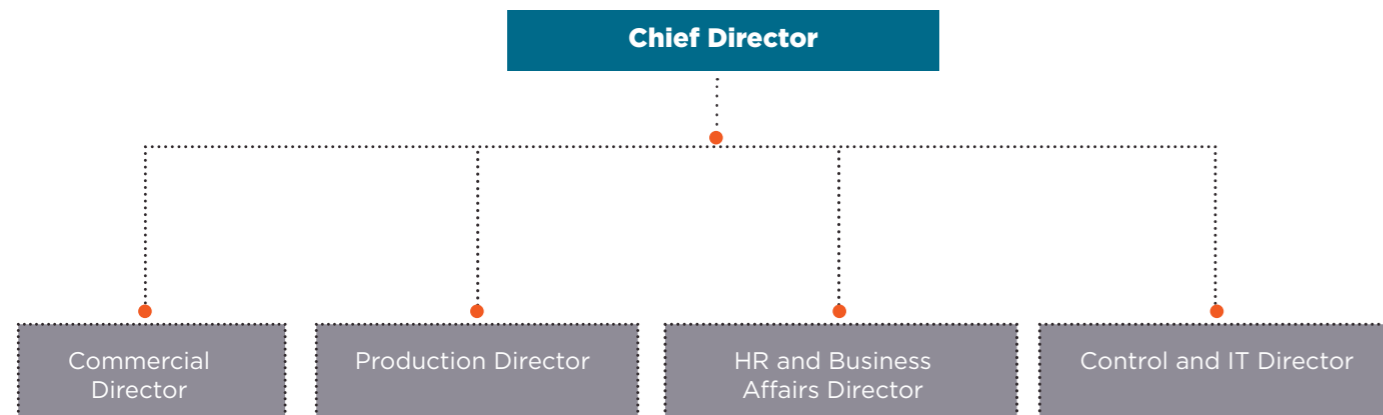 Chief Director
Commercial
Director
Production Director
HR and Business
Affairs Director
Control and IT Director